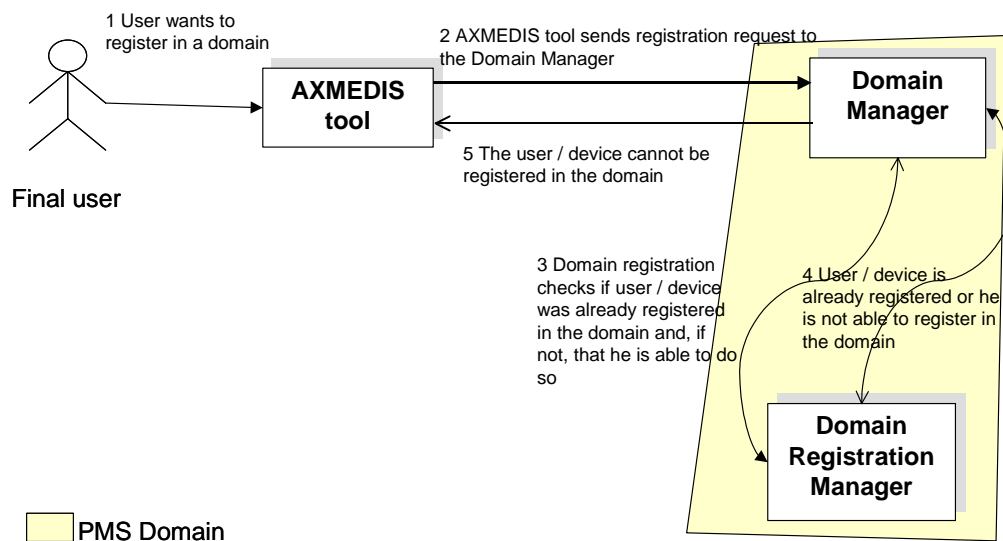 1 User wants to
register in a domain
2 AXMEDIS tool sends registration request to
the Domain Manager
AXMEDIS
tool
Domain
Manager
5 The user / device cannot be
registered in the domain
Final user
3 Domain registration
checks if user / device
was already registered
in the domain and, if
not, that he is able to do
so
4 User / device is
already registered or he
is not able to register in
the domain
Domain
Registration
Manager
PMS Domain